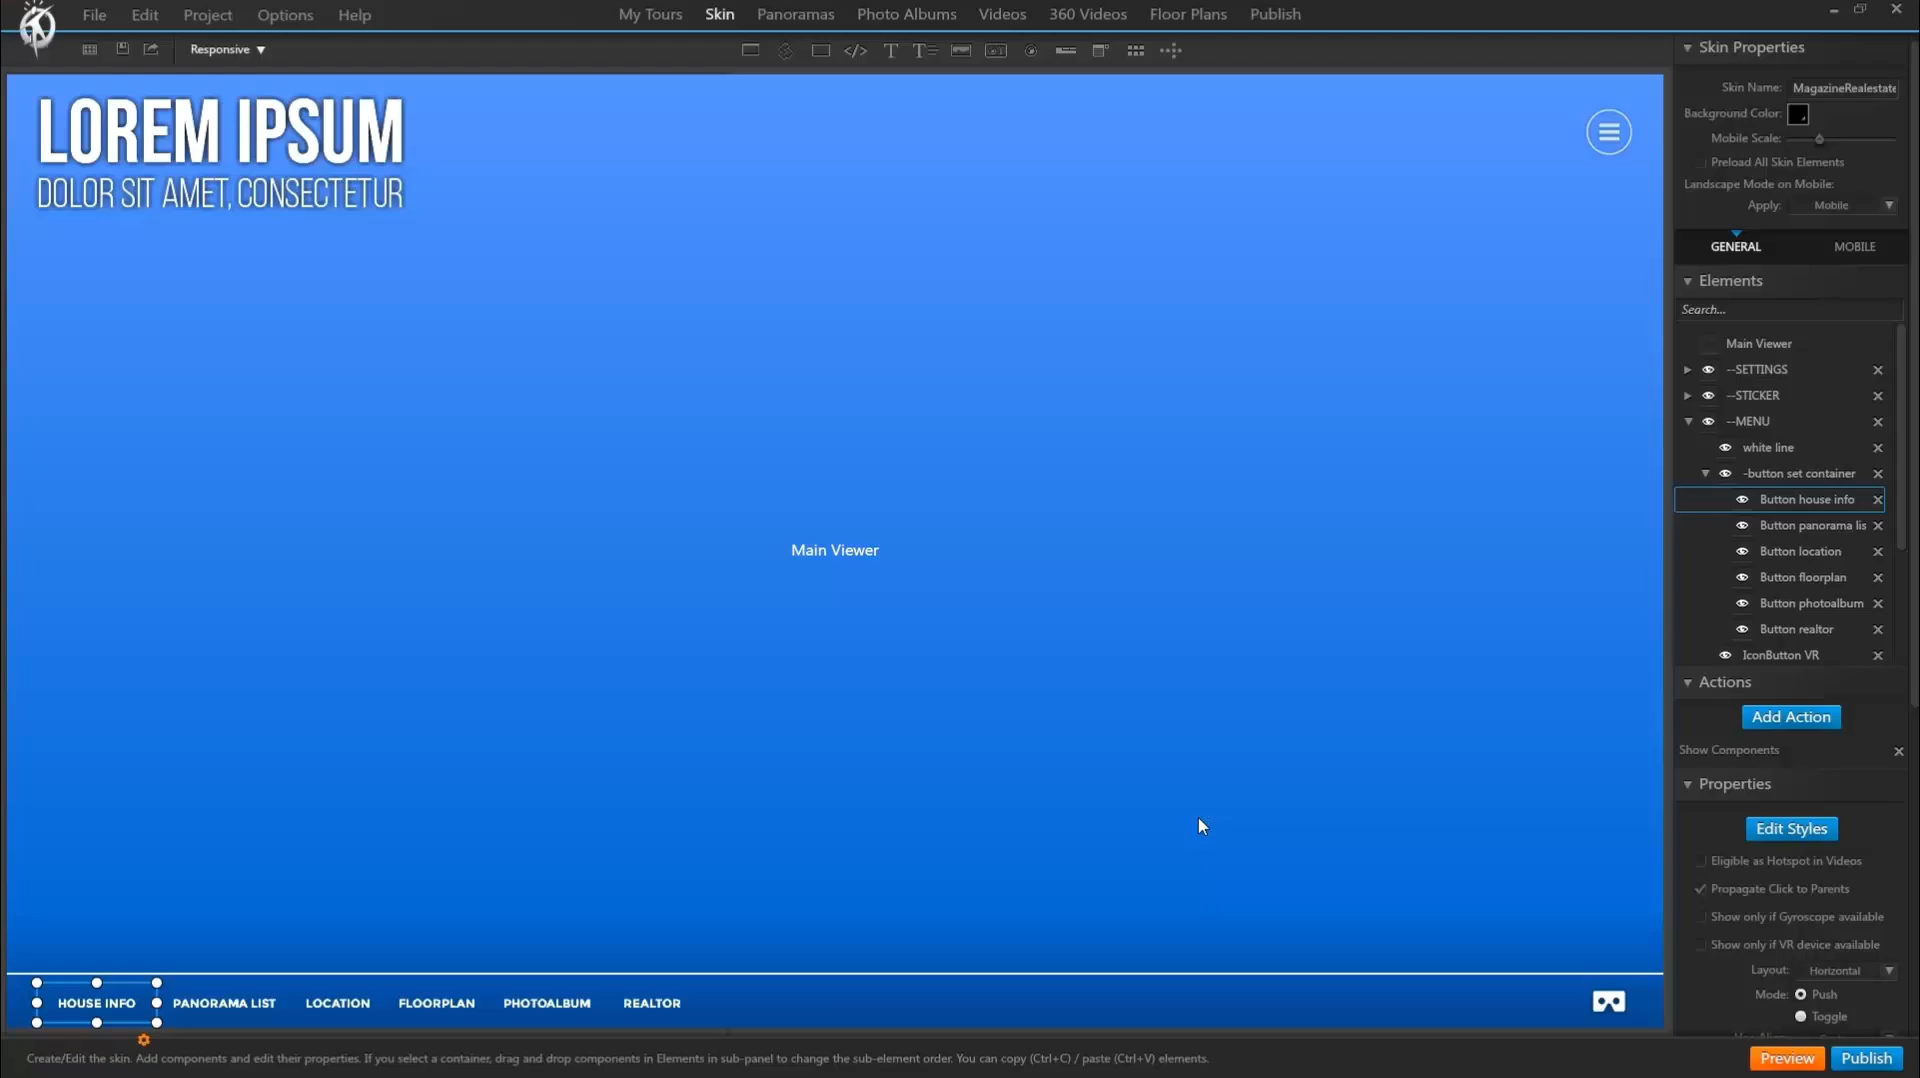 File Edit Project Options Help
My Tours Skin Panoramas Photo Albums Videos 360 Videos Floor Plans Publish
Responsive
Skin Properties
Skin Name: MagazineRealestate
Background Color:
Mobile Scale:
Preload All Skin Elements
Landscape Mode on Mobile:
Apply: Mobile
GENERAL MOBILE
Elements
Search...
Main Viewer
--SETTINGS
--STICKER
--MENU
white line
-button set container
Button house info
Button panorama lis
Button location
Button floorplan
Button photoalbum
Button realtor
IconButton VR
Actions
Add Action
Show Components
Properties
Edit Styles
Eligible as Hotspot in Videos
Propagate Click to Parents
Show only if Gyroscope available
Show only if VR device available
Layout: Horizontal
Mode: Push
Toggle
LOREM IPSUM
DOLOR SIT AMET, CONSECTETUR
Main Viewer
HOUSE INFO PANORAMA LIST LOCATION FLOORPLAN PHOTOALBUM REALTOR
Create/Edit the skin. Add components and edit their properties. If you select a container, drag and drop components in Elements in sub-panel to change the sub-element order. You can copy (Ctrl+C) / paste (Ctrl+V) elements.
Preview Publish